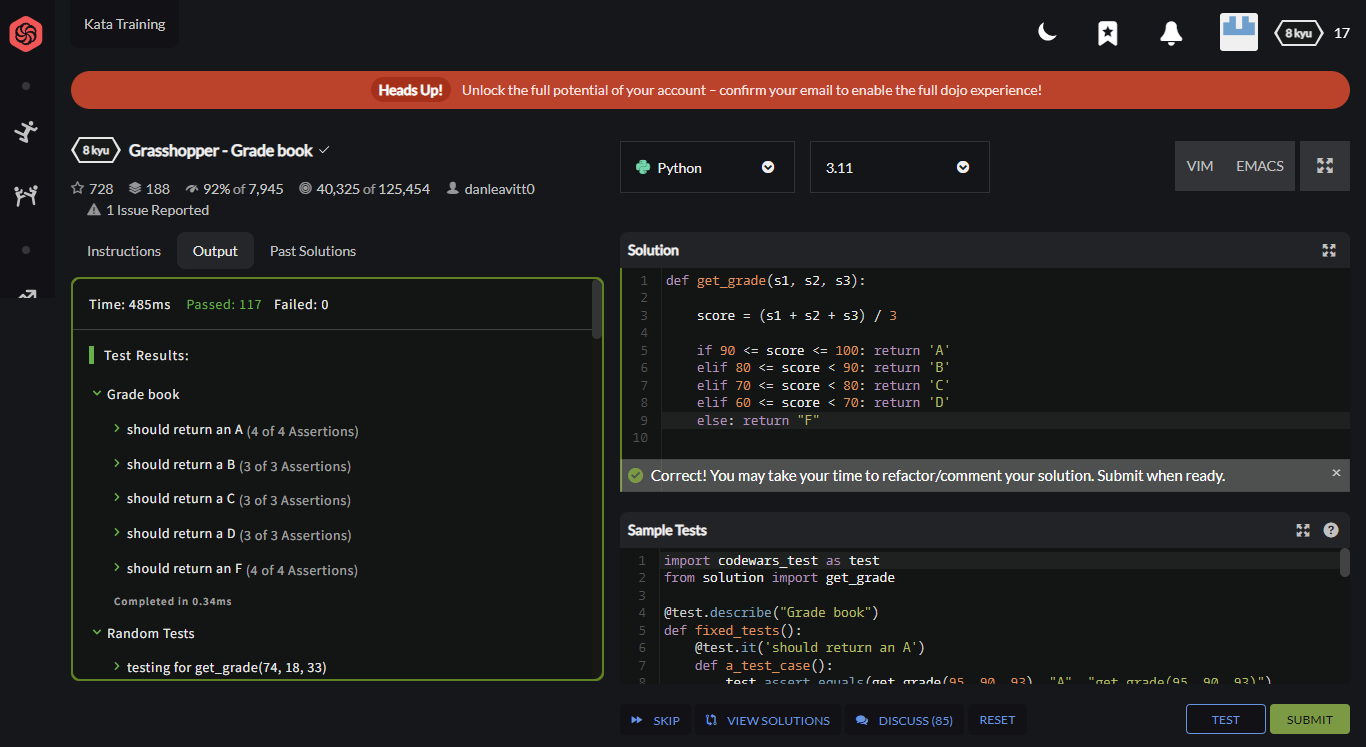 Kata Training
8 kyu 17
Heads Up! Unlock the full potential of your account – confirm your email to enable the full dojo experience!
8 kyu Grasshopper - Grade book
728 188 92% of 7,945 40,325 of 125,454 danleavitt0
1 Issue Reported
Instructions Output Past Solutions
Time: 485ms Passed: 117 Failed: 0
Test Results:
Grade book
should return an A (4 of 4 Assertions)
should return a B (3 of 3 Assertions)
should return a C (3 of 3 Assertions)
should return a D (3 of 3 Assertions)
should return an F (4 of 4 Assertions)
Completed in 0.34ms
Random Tests
testing for get_grade(74, 18, 33)
Python 3.11 VIM EMACS
Solution
1 def get_grade(s1, s2, s3):
2
3 score = (s1 + s2 + s3) / 3
4
5 if 90 <= score <= 100: return 'A'
6 elif 80 <= score < 90: return 'B'
7 elif 70 <= score < 80: return 'C'
8 elif 60 <= score < 70: return 'D'
9 else: return "F"
10
Correct! You may take your time to refactor/comment your solution. Submit when ready.
Sample Tests
1 import codewars_test as test
2 from solution import get_grade
3
4 @test.describe("Grade book")
5 def fixed_tests():
6 @test.it('should return an A')
7 def a_test_case():
8 test.assert_equals(get_grade(95, 90, 93), "A", "get_grade(95, 90, 93)")
SKIP VIEW SOLUTIONS DISCUSS (85) RESET TEST SUBMIT